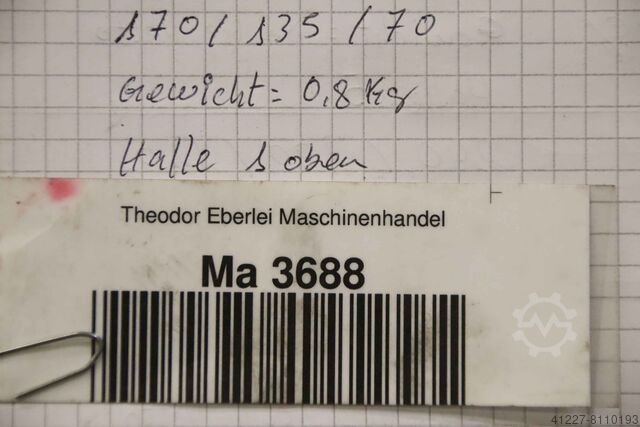 170 / 135 / 70
Gewicht = 0,8 Kg
Halle 1 oben
Theodor Eberlei Maschinenhandel
Ma 3688
41227-8110193